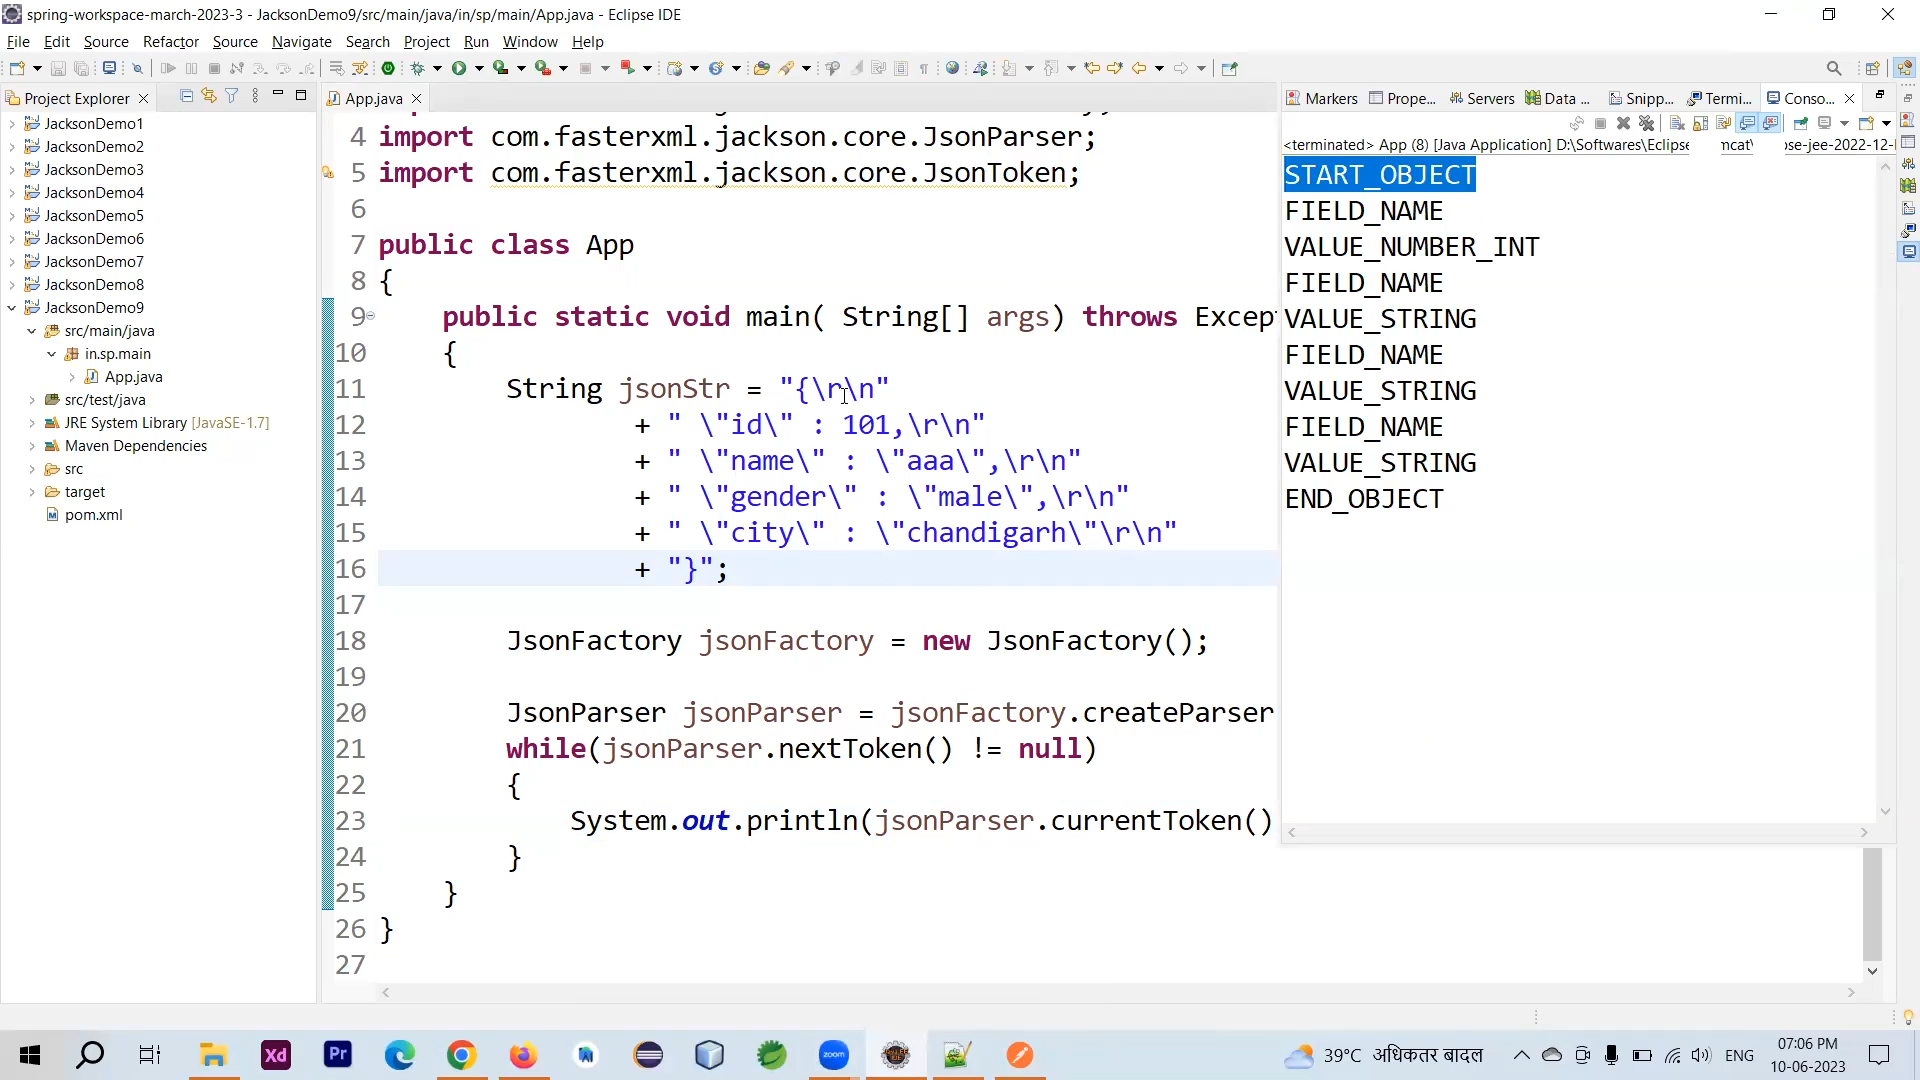 spring-workspace-march-2023-3 - JacksonDemo9/src/main/java/in/sp/main/App.java - Eclipse IDE
File Edit Source Refactor Source Navigate Search Project Run Window Help
Project Explorer
JacksonDemo1
JacksonDemo2
JacksonDemo3
JacksonDemo4
JacksonDemo5
JacksonDemo6
JacksonDemo7
JacksonDemo8
JacksonDemo9
src/main/java
in.sp.main
App.java
src/test/java
JRE System Library [JavaSE-1.7]
Maven Dependencies
src
target
pom.xml
App.java
4 import com.fasterxml.jackson.core.JsonParser;
5 import com.fasterxml.jackson.core.JsonToken;
6
7 public class App
8 {
9 public static void main( String[] args) throws Excep
10 {
11 String jsonStr = "{\r\n"
12 + " \"id\" : 101,\r\n"
13 + " \"name\" : \"aaa\",\r\n"
14 + " \"gender\" : \"male\",\r\n"
15 + " \"city\" : \"chandigarh\"\r\n"
16 + "}";
17
18 JsonFactory jsonFactory = new JsonFactory();
19
20 JsonParser jsonParser = jsonFactory.createParser
21 while(jsonParser.nextToken() != null)
22 {
23 System.out.println(jsonParser.currentToken()
24 }
25 }
26 }
27
Markers Prope... Servers Data ... Snipp... Termi... Conso...
<terminated> App (8) [Java Application] D:\Softwares\Eclipse
START_OBJECT
FIELD_NAME
VALUE_NUMBER_INT
FIELD_NAME
VALUE_STRING
FIELD_NAME
VALUE_STRING
FIELD_NAME
VALUE_STRING
END_OBJECT
Xd Pr zoom
39°C अधिकतर बादल ENG
07:06 PM
10-06-2023